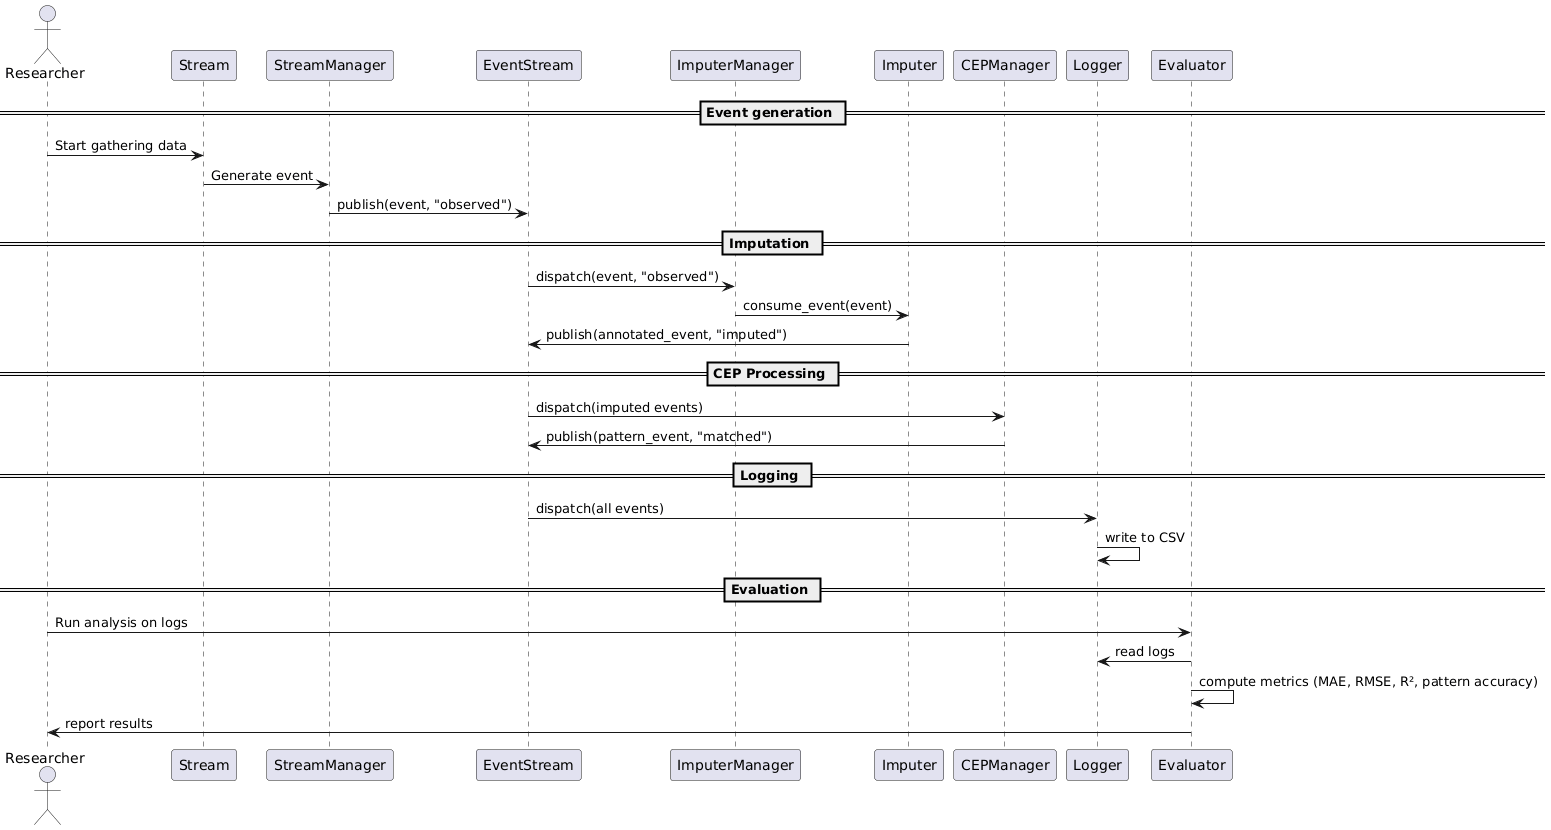 Researcher
Stream
StreamManager
EventStream
ImputerManager
Imputer
CEPManager
Logger
Evaluator
Event generation
Start gathering data
Generate event
publish(event, "observed")
Imputation
dispatch(event, "observed")
consume_event(event)
publish(annotated_event, "imputed")
CEP Processing
dispatch(imputed events)
publish(pattern_event, "matched")
Logging
dispatch(all events)
write to CSV
Evaluation
Run analysis on logs
read logs
compute metrics (MAE, RMSE, R², pattern accuracy)
report results
Researcher
Stream
StreamManager
EventStream
ImputerManager
Imputer
CEPManager
Logger
Evaluator